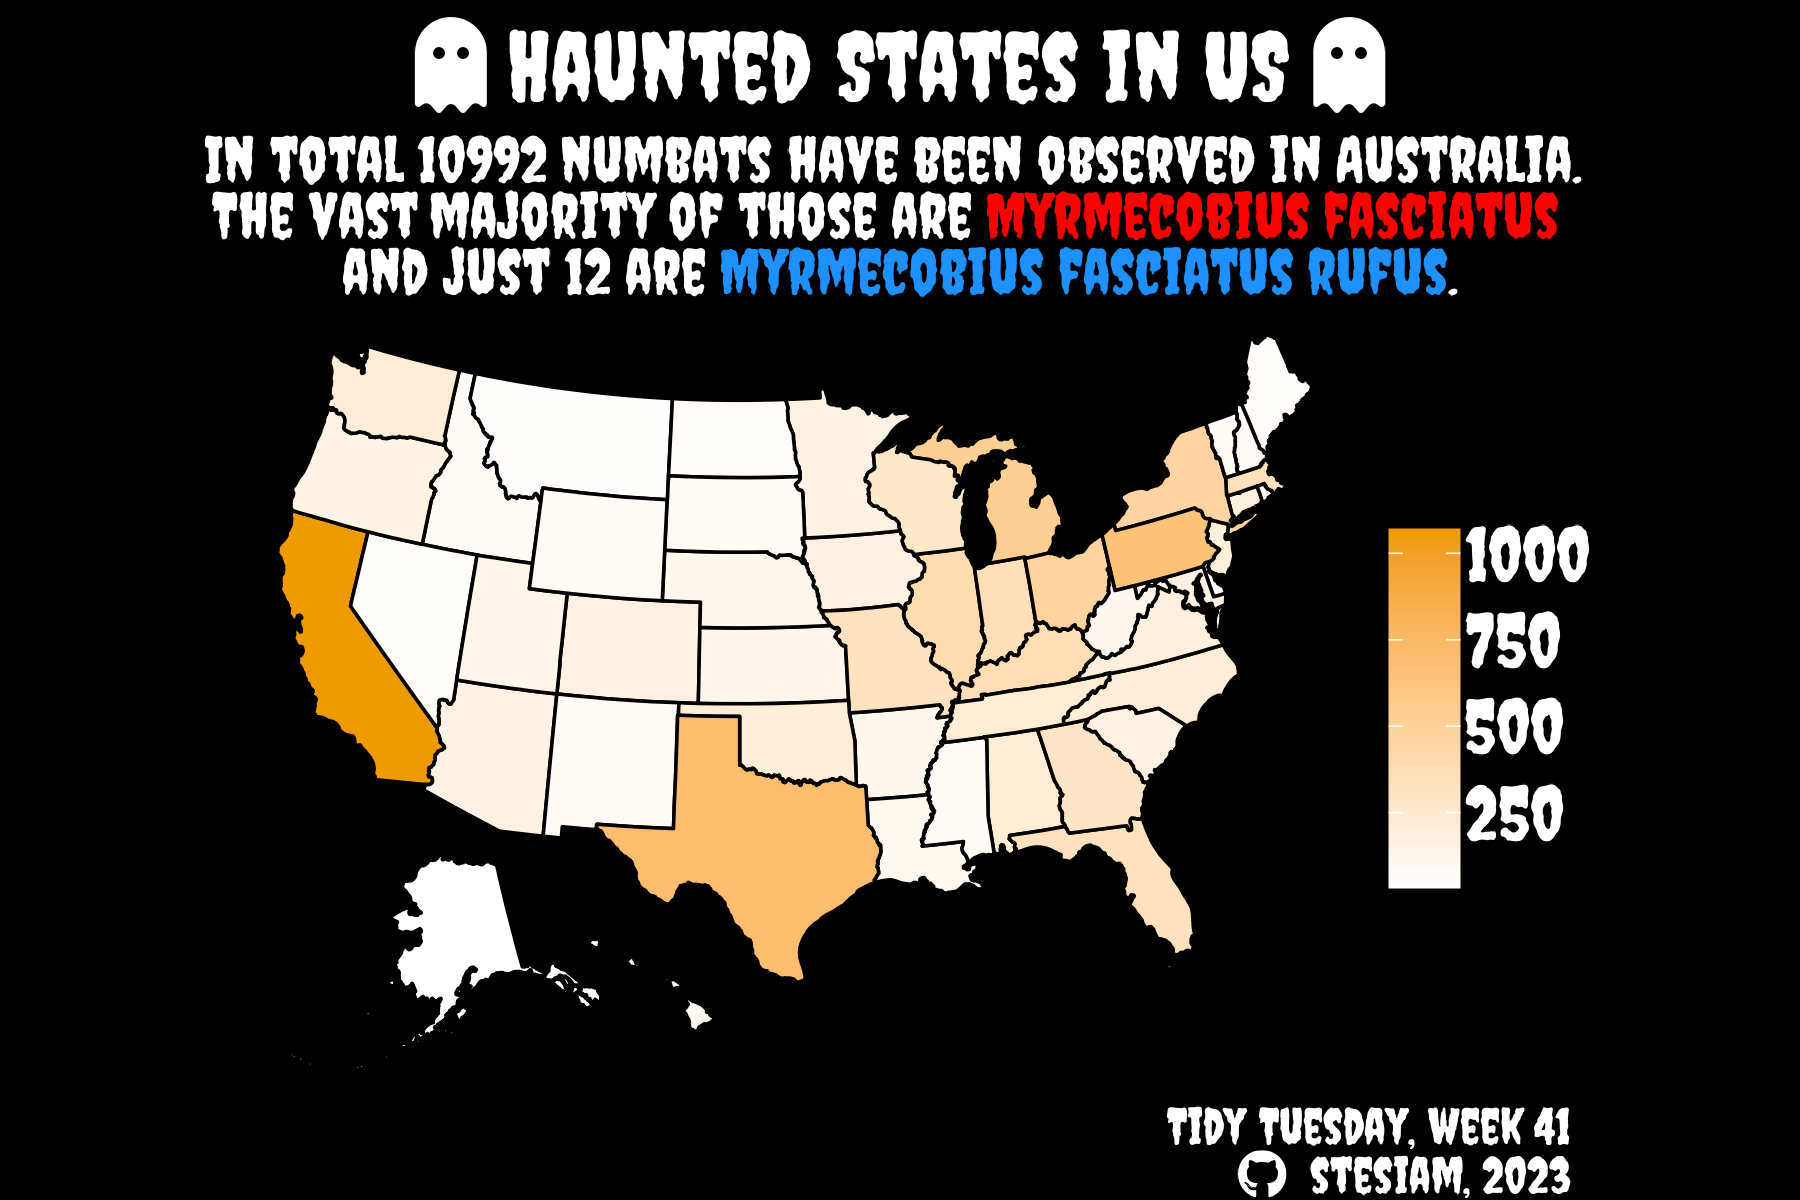 HAUNTED STATES IN US
IN TOTAL 10992 NUMBATS HAVE BEEN OBSERVED IN AUSTRALIA.
THE VAST MAJORITY OF THOSE ARE MYRMECOBIUS FASCIATUS
AND JUST 12 ARE MYRMECOBIUS FASCIATUS RUFUS.
1000
750
500
250
TIDY TUESDAY, WEEK 41
STESIAM, 2023